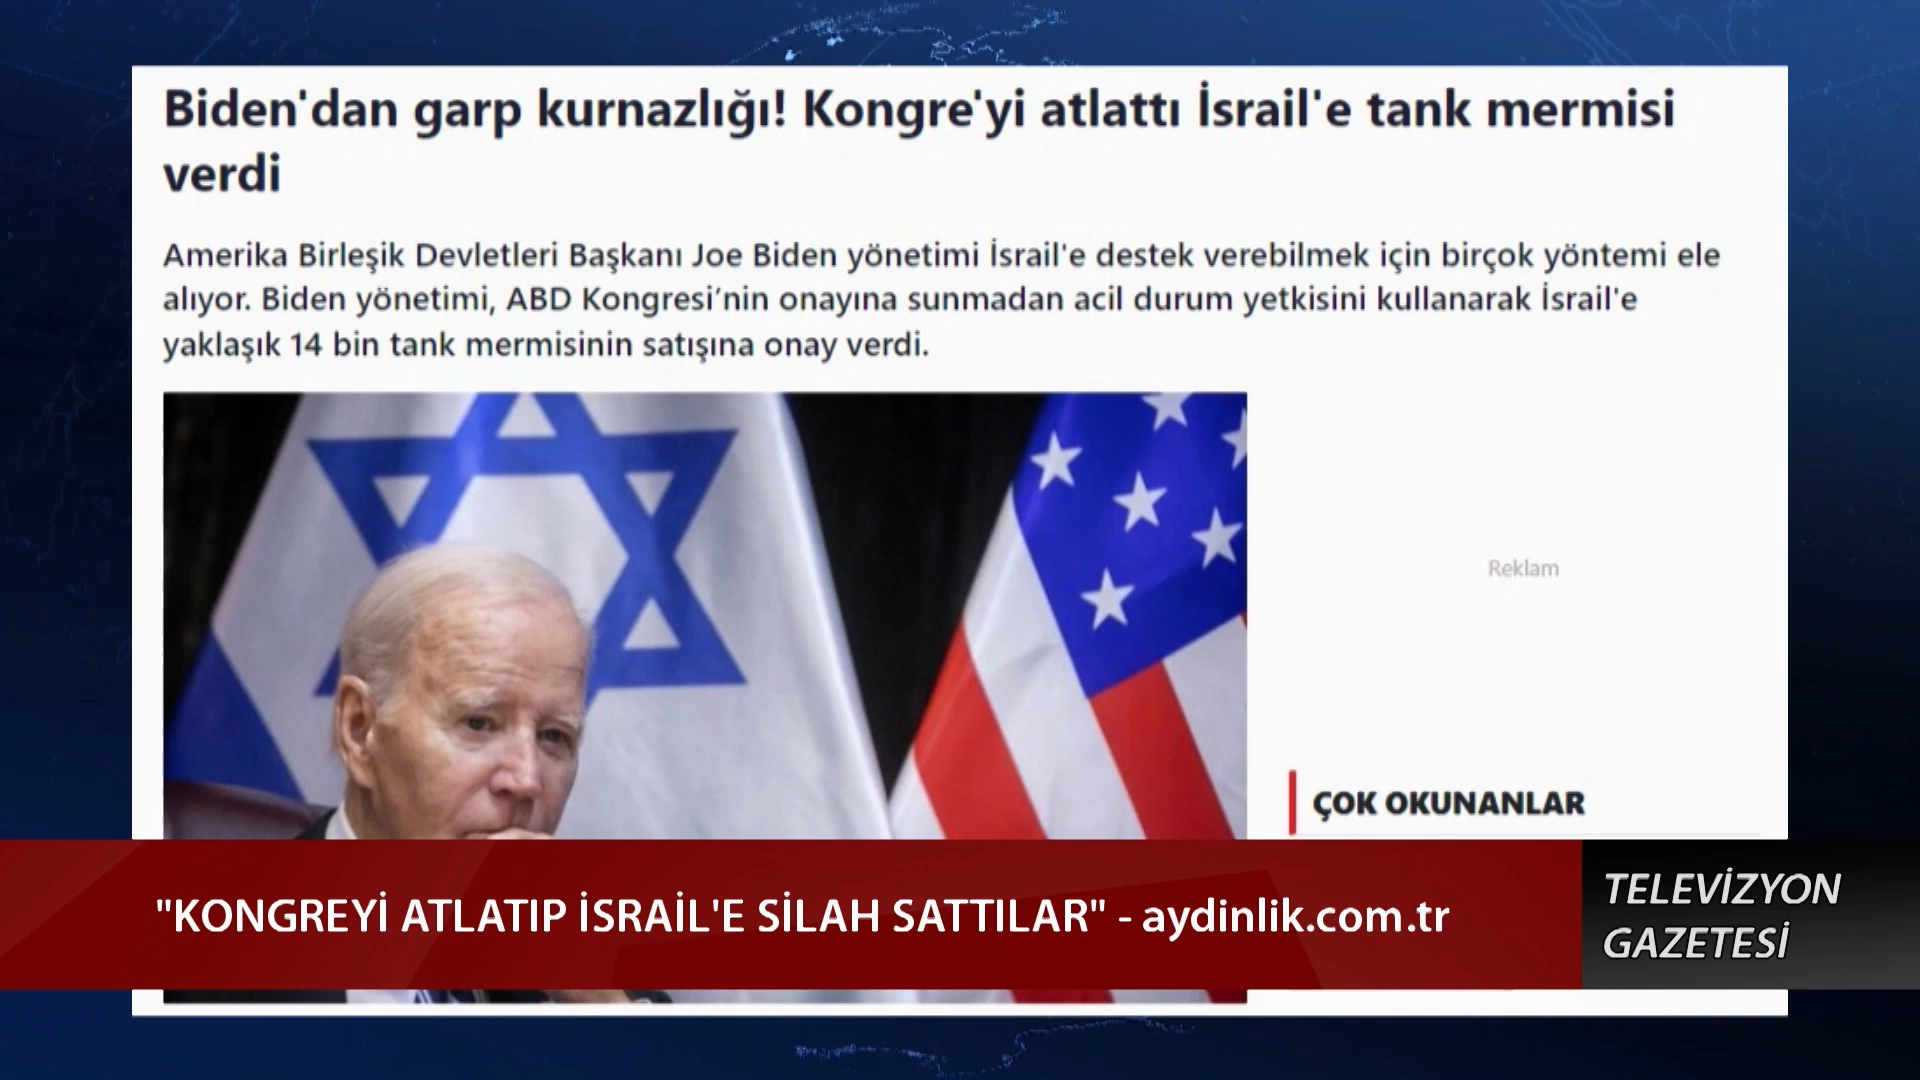 Biden'dan garp kurnazlığı! Kongre'yi atlattı İsrail'e tank mermisi
verdi
Amerika Birleşik Devletleri Başkanı Joe Biden yönetimi İsrail'e destek verebilmek için birçok yöntemi ele
alıyor. Biden yönetimi, ABD Kongresi’nin onayına sunmadan acil durum yetkisini kullanarak İsrail'e
yaklaşık 14 bin tank mermisinin satışına onay verdi.
Reklam
ÇOK OKUNANLAR
"KONGREYİ ATLATIP İSRAİL'E SİLAH SATTILAR" - aydinlik.com.tr
TELEVİZYON
GAZETESİ